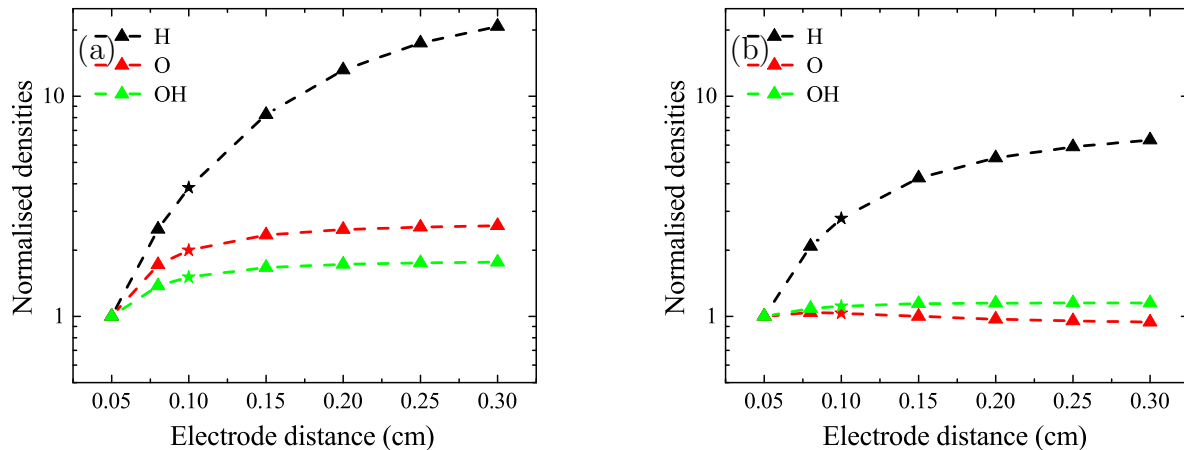 (a)
H
O
OH
10
1
Normalised densities
0.05 0.10 0.15 0.20 0.25 0.30
Electrode distance (cm)
(b)
H
O
OH
10
1
Normalised densities
0.05 0.10 0.15 0.20 0.25 0.30
Electrode distance (cm)